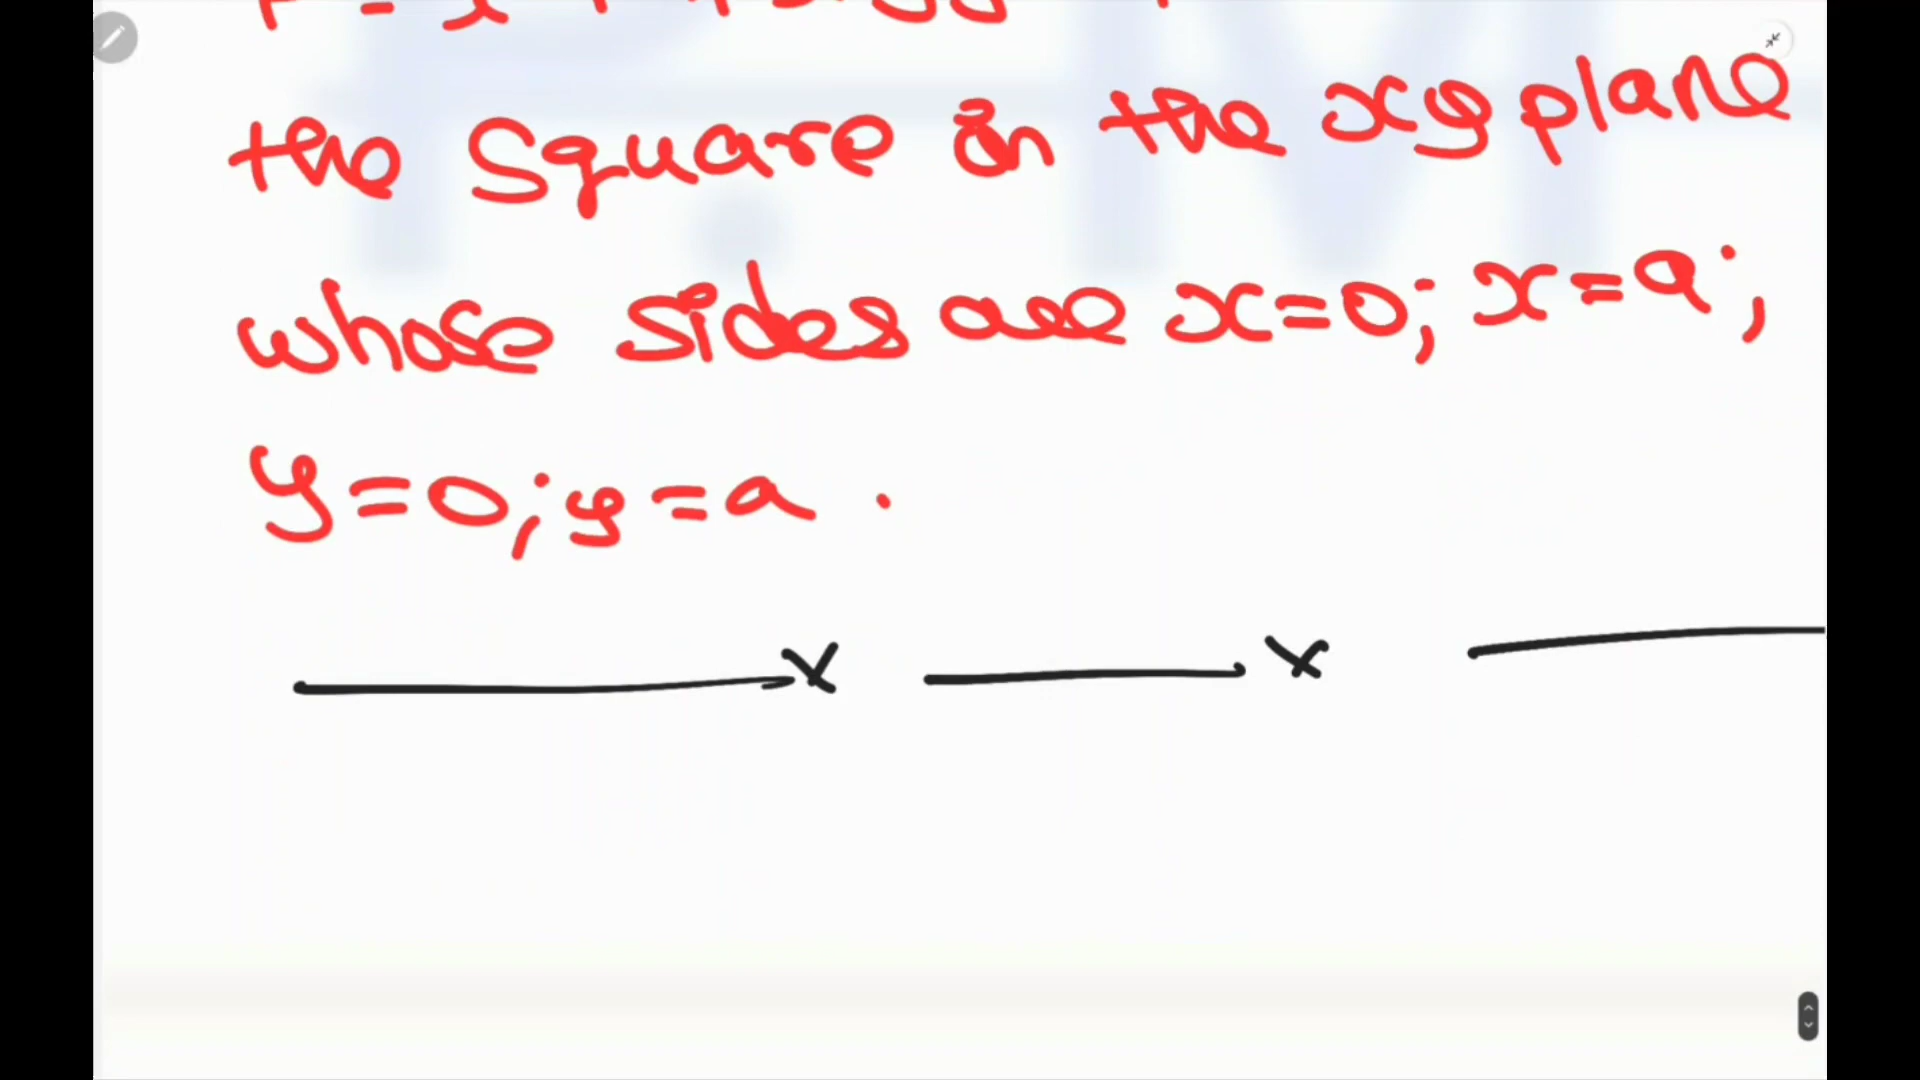 the square in the xy plane
whose sides are x=0; x=a;
y=0; y=a.